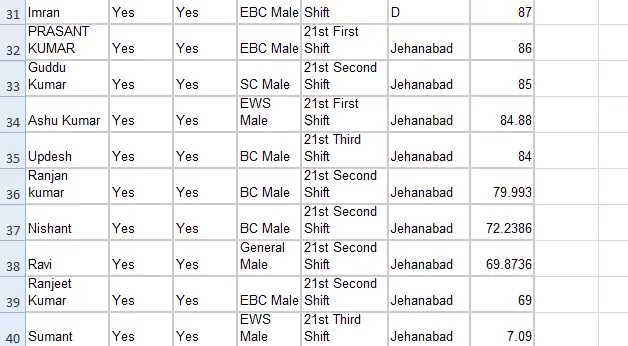 31 Imran Yes Yes EBC Male Shift D 87
PRASANT 21st First
32 KUMAR Yes Yes EBC Male Shift Jehanabad 86
Guddu 21st Second
33 Kumar Yes Yes SC Male Shift Jehanabad 85
EWS 21st First
34 Ashu Kumar Yes Yes Male Shift Jehanabad 84.88
21st Third
35 Updesh Yes Yes BC Male Shift Jehanabad 84
Ranjan 21st Second
36 kumar Yes Yes BC Male Shift Jehanabad 79.993
21st Second
37 Nishant Yes Yes BC Male Shift Jehanabad 72.2386
General 21st Second
38 Ravi Yes Yes Male Shift Jehanabad 69.8736
Ranjeet 21st Second
39 Kumar Yes Yes EBC Male Shift Jehanabad 69
EWS 21st Third
40 Sumant Yes Yes Male Shift Jehanabad 7.09